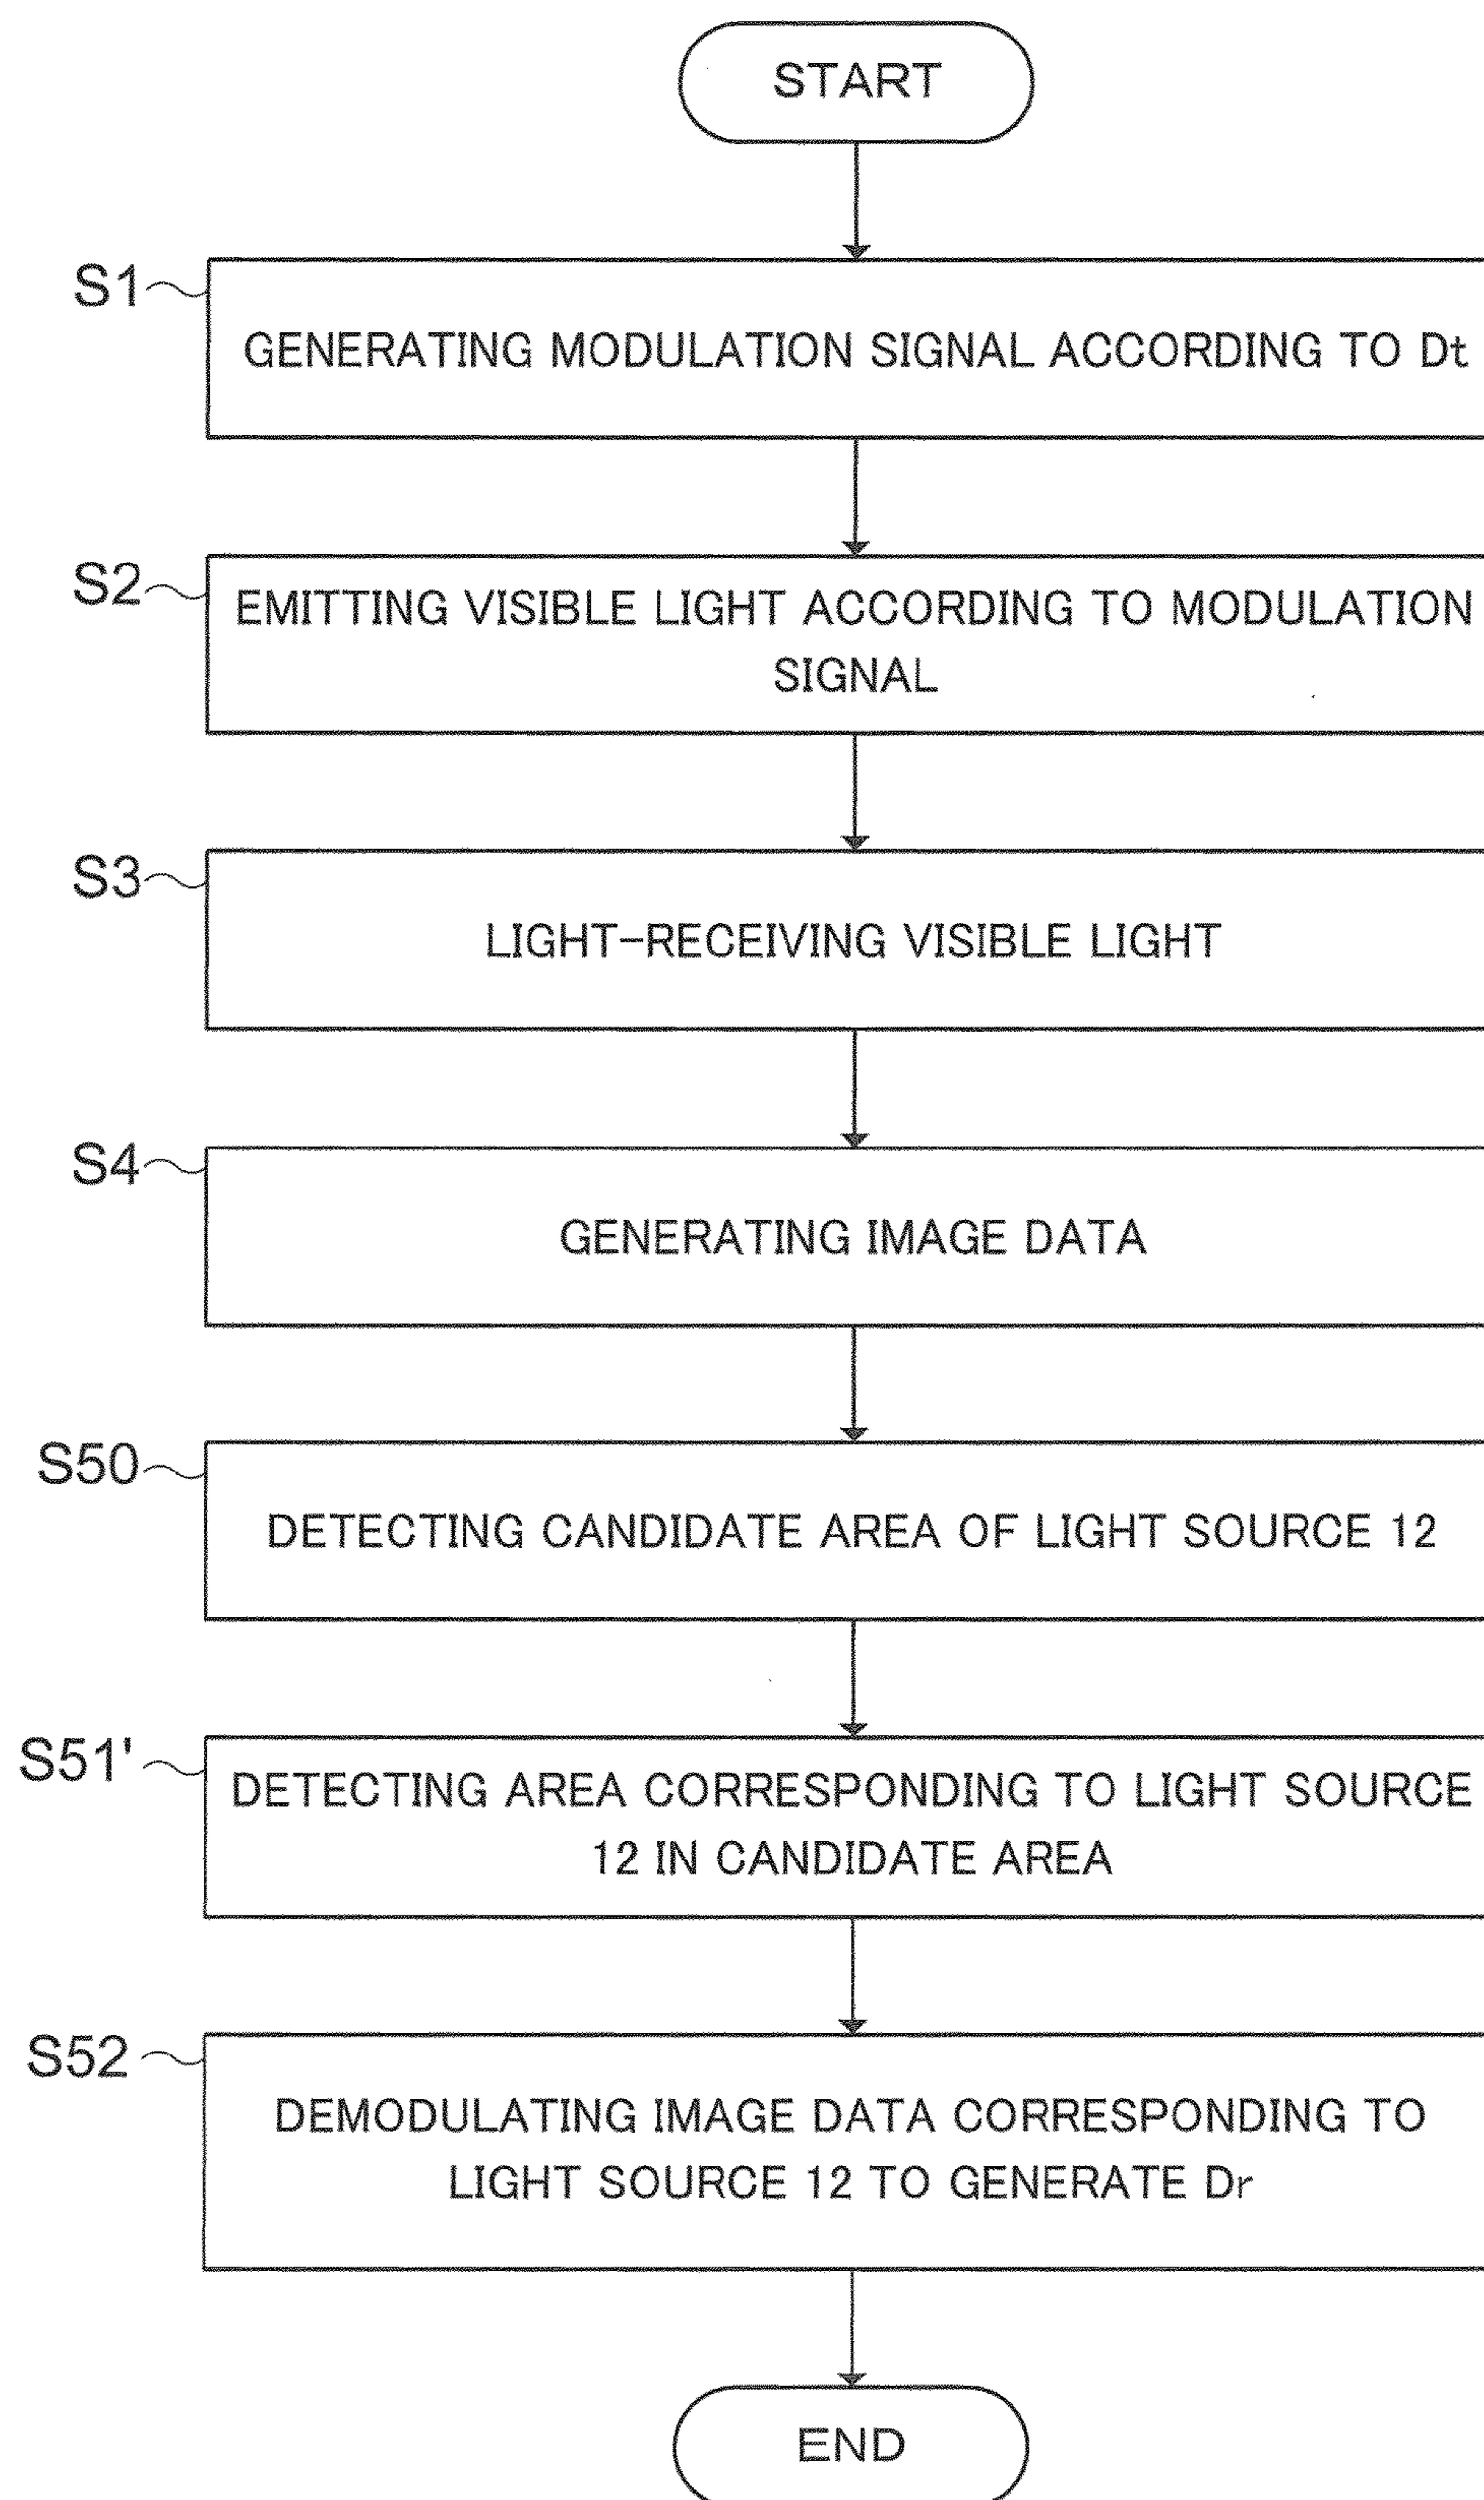 START
S1
GENERATING MODULATION SIGNAL ACCORDING TO Dt
S2
EMITTING VISIBLE LIGHT ACCORDING TO MODULATION
SIGNAL
S3
LIGHT-RECEIVING VISIBLE LIGHT
S4
GENERATING IMAGE DATA
S50
DETECTING CANDIDATE AREA OF LIGHT SOURCE 12
S51'
DETECTING AREA CORRESPONDING TO LIGHT SOURCE
12 IN CANDIDATE AREA
S52
DEMODULATING IMAGE DATA CORRESPONDING TO
LIGHT SOURCE 12 TO GENERATE Dr
END